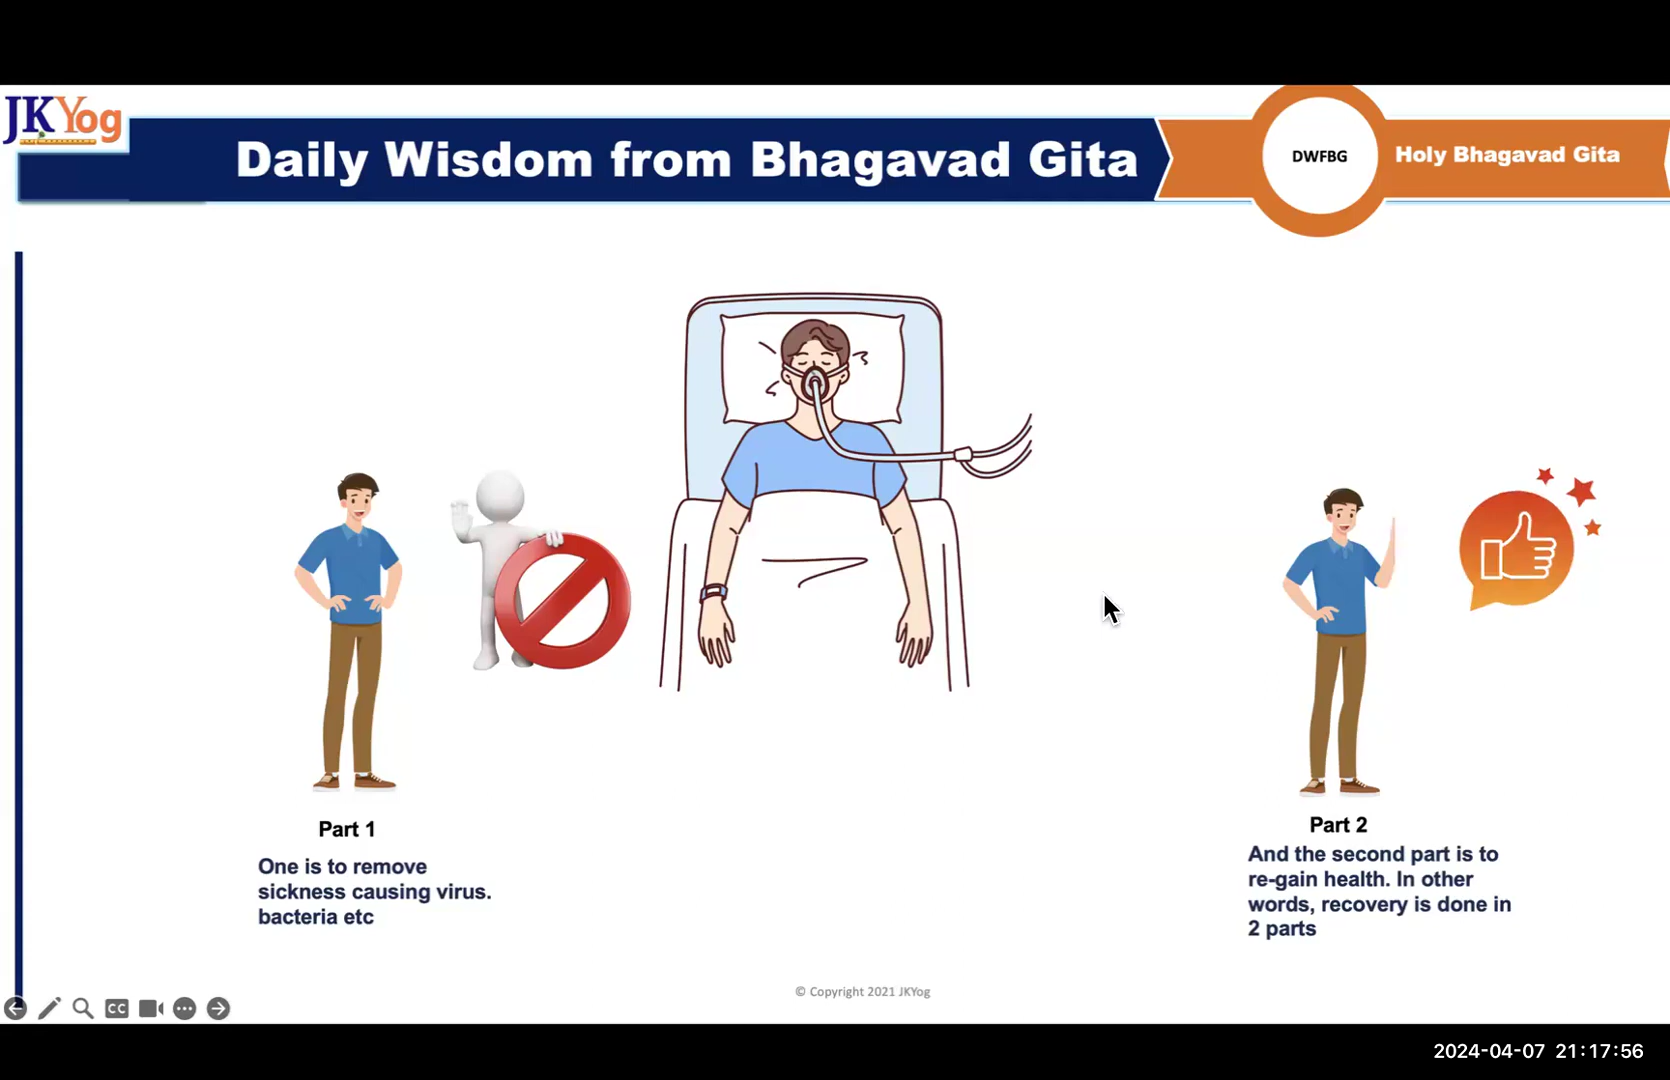 JKYog
Daily Wisdom from Bhagavad Gita
DWFBG
Holy Bhagavad Gita
Part 1
One is to remove
sickness causing virus.
bacteria etc
Part 2
And the second part is to
re-gain health. In other
words, recovery is done in
2 parts
© Copyright 2021 JKYog
CC
2024-04-07 21:17:56